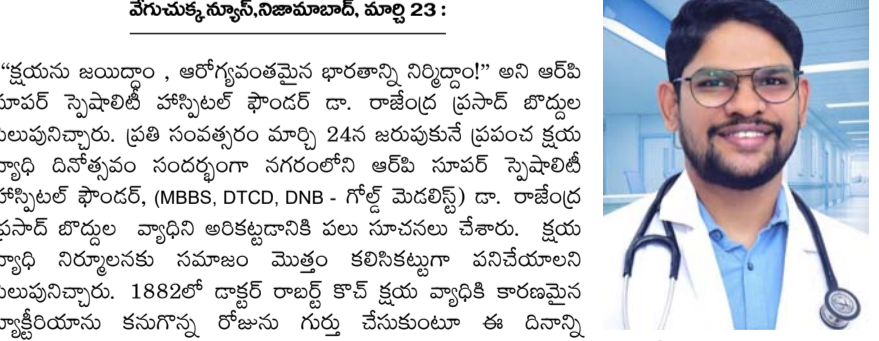 వేగుచుక్క న్యూస్,నిజామాబాద్, మార్చి 23 :
“క్షయను జయిద్దాం , ఆరోగ్యవంతమైన భారతాన్ని నిర్మిద్దాం!” అని ఆర్‌పి
సూపర్ స్పెషాలిటీ హాస్పిటల్ ఫౌండర్ డా. రాజేంద్ర ప్రసాద్ బొద్దుల
పిలుపునిచ్చారు. ప్రతి సంవత్సరం మార్చి 24న జరుపుకునే ప్రపంచ క్షయ
వ్యాధి దినోత్సవం సందర్భంగా నగరంలోని ఆర్‌పి సూపర్ స్పెషాలిటీ
హాస్పిటల్ ఫౌండర్, (MBBS, DTCD, DNB - గోల్డ్ మెడలిస్ట్) డా. రాజేంద్ర
ప్రసాద్ బొద్దుల వ్యాధిని అరికట్టడానికి పలు సూచనలు చేశారు. క్షయ
వ్యాధి నిర్మూలనకు సమాజం మొత్తం కలిసికట్టుగా పనిచేయాలని
పిలుపునిచ్చారు. 1882లో డాక్టర్ రాబర్ట్ కొచ్ క్షయ వ్యాధికి కారణమైన
బ్యాక్టీరియాను కనుగొన్న రోజును గుర్తు చేసుకుంటూ ఈ దినాన్ని